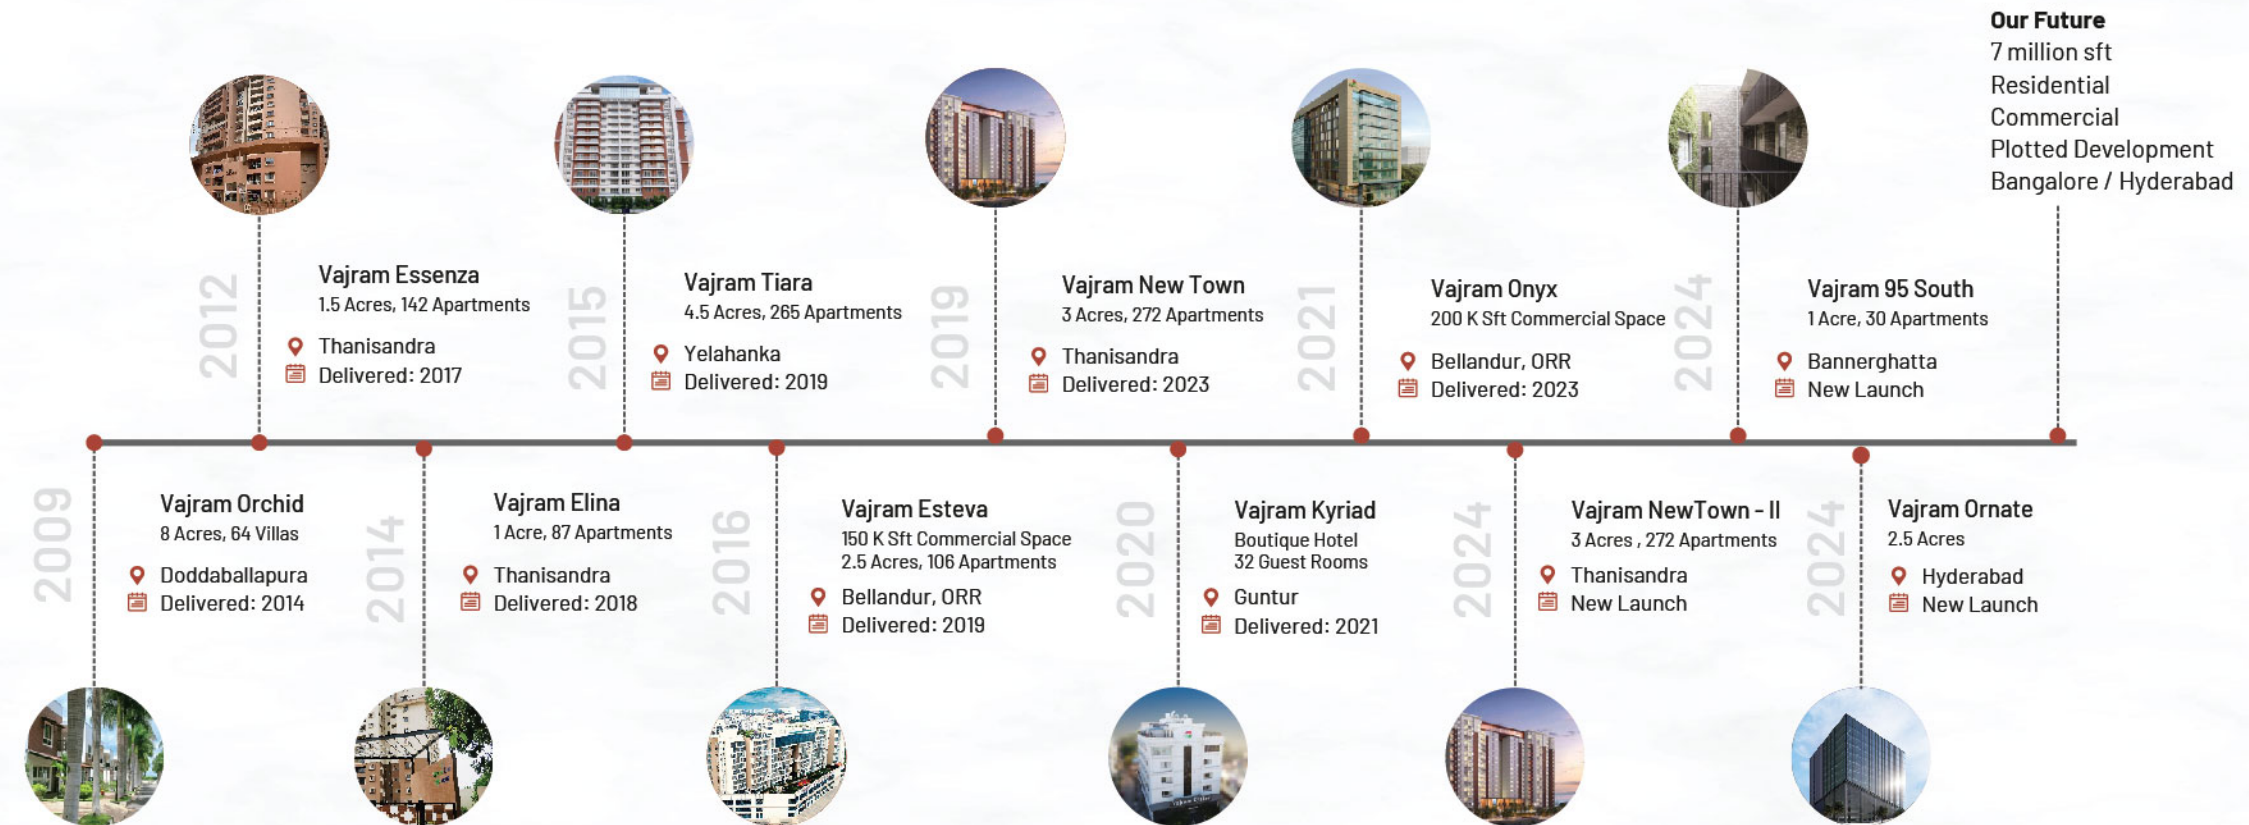 Our Future
7 million sft
Residential
Commercial
Plotted Development
Bangalore / Hyderabad
2012
Vajram Essenza
1.5 Acres, 142 Apartments
Thanisandra
Delivered: 2017
2015
Vajram Tiara
4.5 Acres, 265 Apartments
Yelahanka
Delivered: 2019
2019
Vajram New Town
3 Acres, 272 Apartments
Thanisandra
Delivered: 2023
2021
Vajram Onyx
200 K Sft Commercial Space
Bellandur, ORR
Delivered: 2023
2024
Vajram 95 South
1 Acre, 30 Apartments
Bannerghatta
New Launch
2009
Vajram Orchid
8 Acres, 64 Villas
Doddaballapura
Delivered: 2014
2014
Vajram Elina
1 Acre, 87 Apartments
Thanisandra
Delivered: 2018
2016
Vajram Esteva
150 K Sft Commercial Space
2.5 Acres, 106 Apartments
Bellandur, ORR
Delivered: 2019
2020
Vajram Kyriad
Boutique Hotel
32 Guest Rooms
Guntur
Delivered: 2021
2024
Vajram NewTown - II
3 Acres , 272 Apartments
Thanisandra
New Launch
2024
Vajram Ornate
2.5 Acres
Hyderabad
New Launch